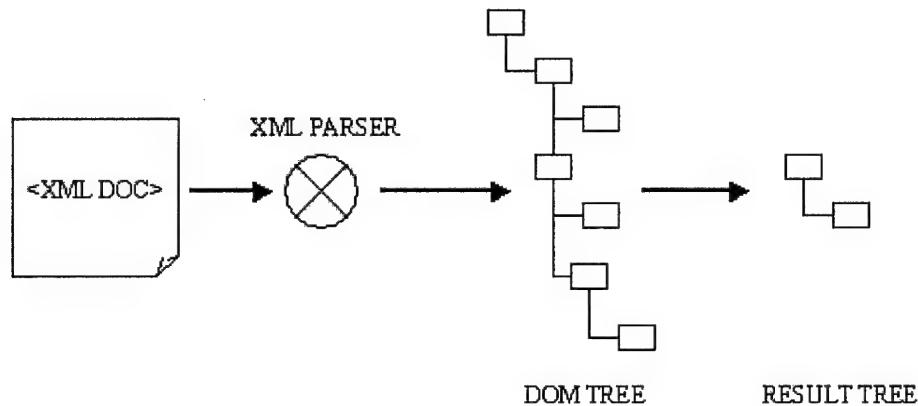 XML PARSER
<XML DOC>
DOM TREE
RESULT TREE